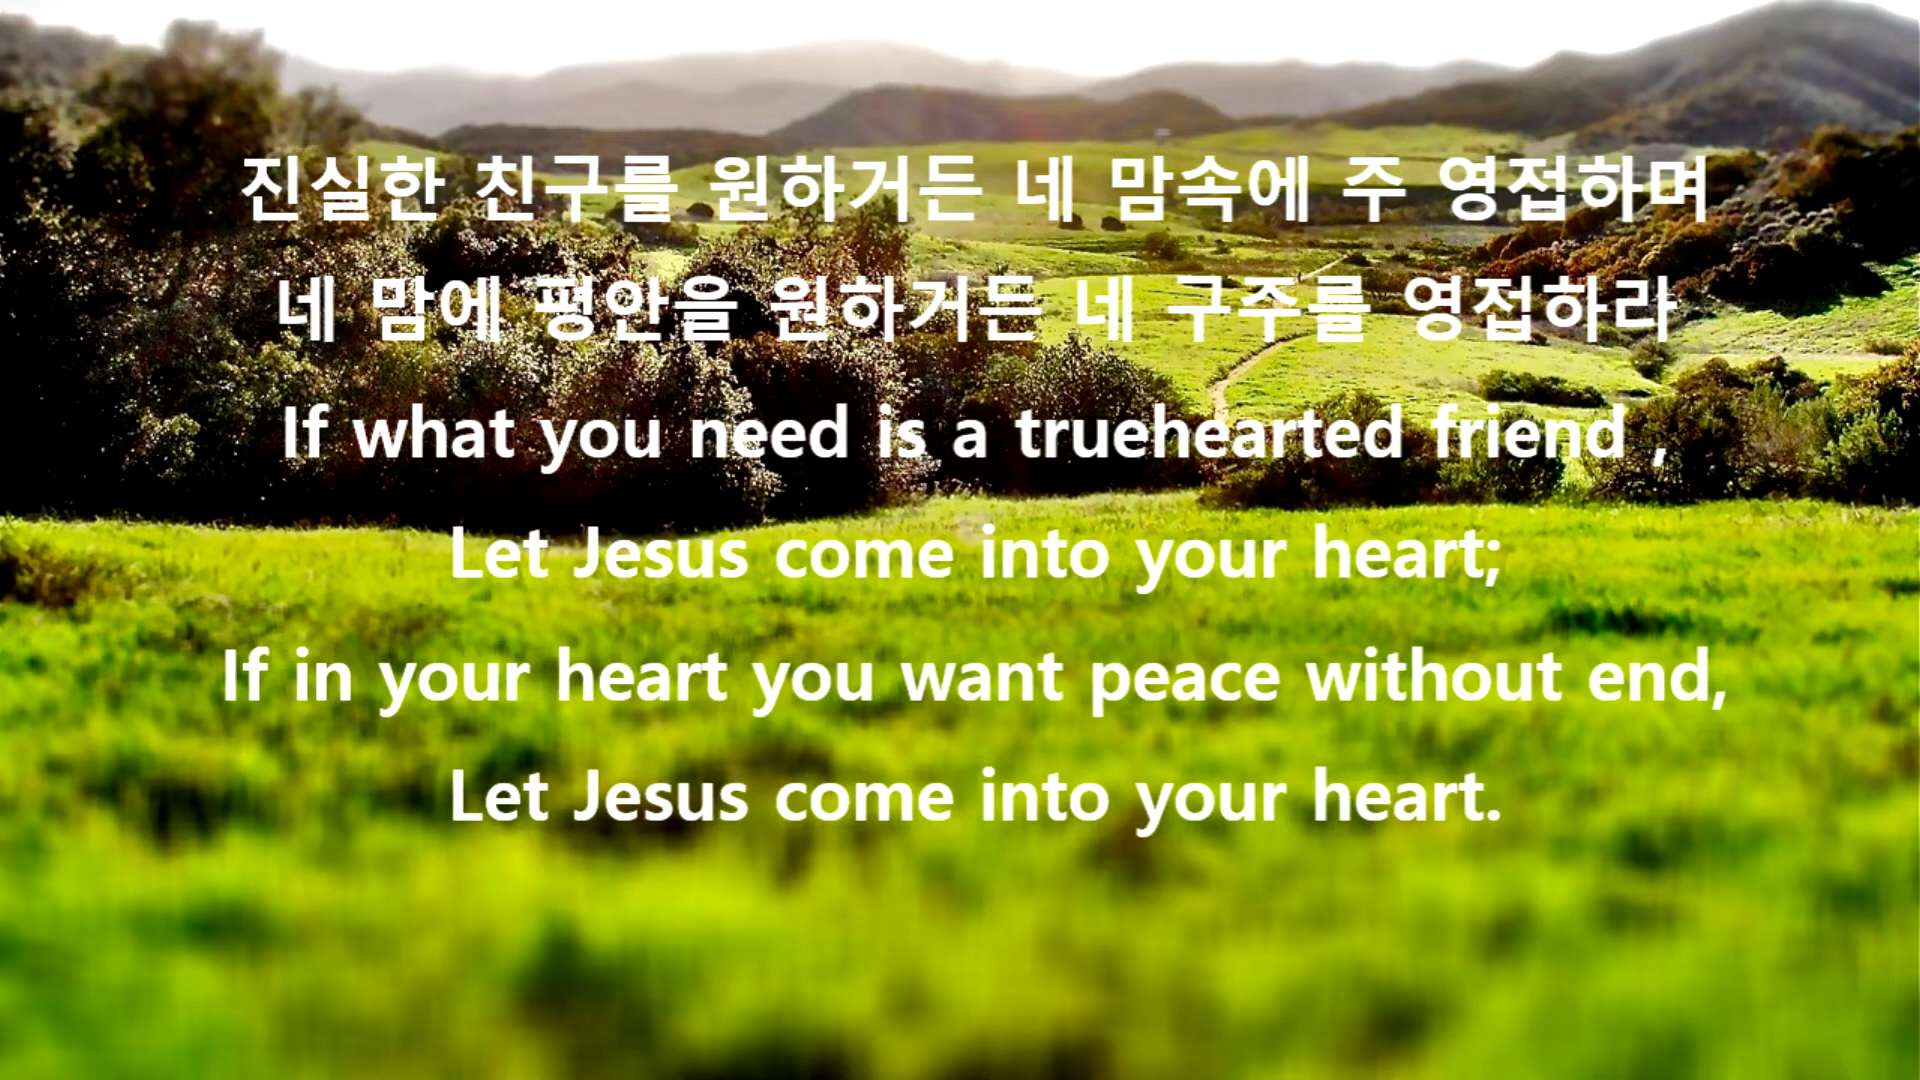 진실한 친구를 원하거든 네 맘속에 주 영접하며
네 맘에 평안을 원하거든 네 구주를 영접하라
If what you need is a truehearted friend ,
Let Jesus come into your heart;
If in your heart you want peace without end,
Let Jesus come into your heart.